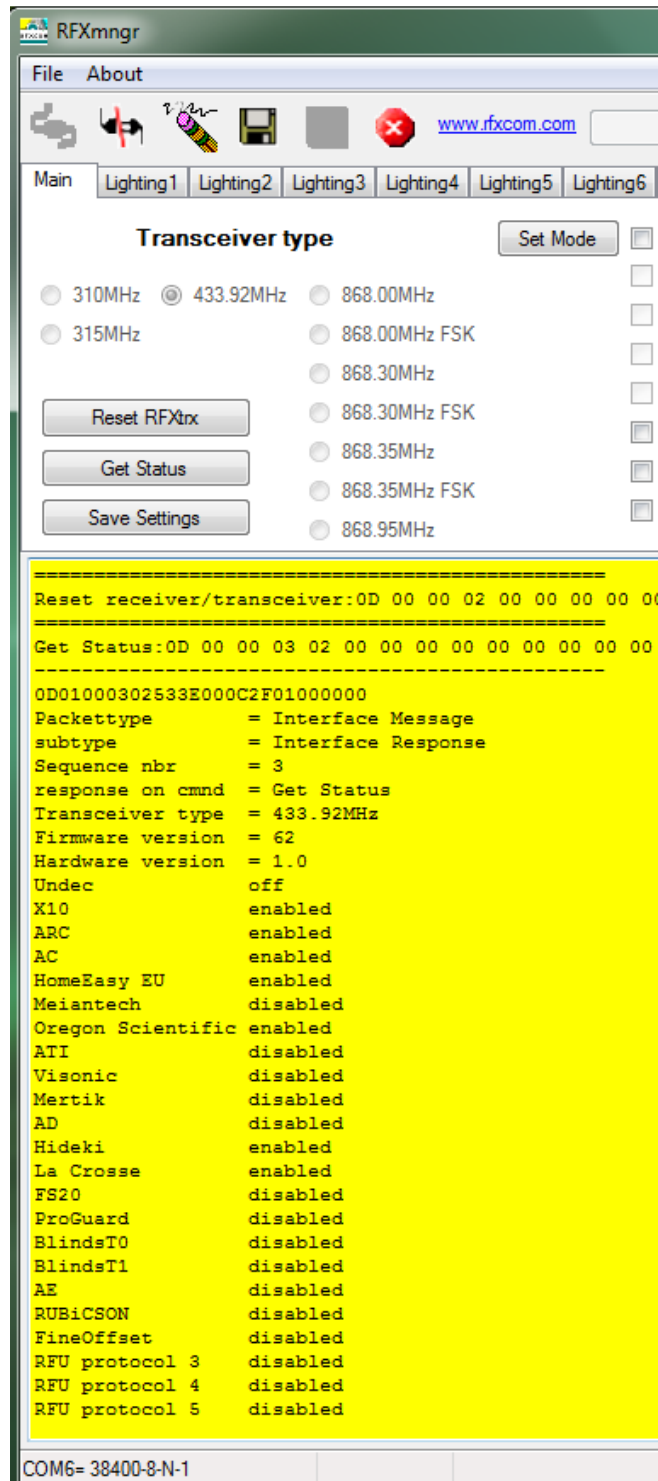 RFXmngr
File About
www.rfxcom.com
Main Lighting1 Lighting2 Lighting3 Lighting4 Lighting5 Lighting6
Transceiver type Set Mode
310MHz 433.92MHz 868.00MHz
315MHz 868.00MHz FSK
868.30MHz
Reset RFXtrx 868.30MHz FSK
868.35MHz
Get Status
868.35MHz FSK
Save Settings
868.95MHz
================================================
Reset receiver/transceiver:0D 00 00 02 00 00 00 00 00
================================================
Get Status:0D 00 00 03 02 00 00 00 00 00 00 00 00 00
------------------------------------------------
0D01000302533E000C2F01000000
Packettype = Interface Message
subtype = Interface Response
Sequence nbr = 3
response on cmnd = Get Status
Transceiver type = 433.92MHz
Firmware version = 62
Hardware version = 1.0
Undec off
X10 enabled
ARC enabled
AC enabled
HomeEasy EU enabled
Meiantech disabled
Oregon Scientific enabled
ATI disabled
Visonic disabled
Mertik disabled
AD disabled
Hideki enabled
La Crosse enabled
FS20 disabled
ProGuard disabled
BlindsT0 disabled
BlindsT1 disabled
AE disabled
RUBiCSON disabled
FineOffset disabled
RFU protocol 3 disabled
RFU protocol 4 disabled
RFU protocol 5 disabled
COM6= 38400-8-N-1